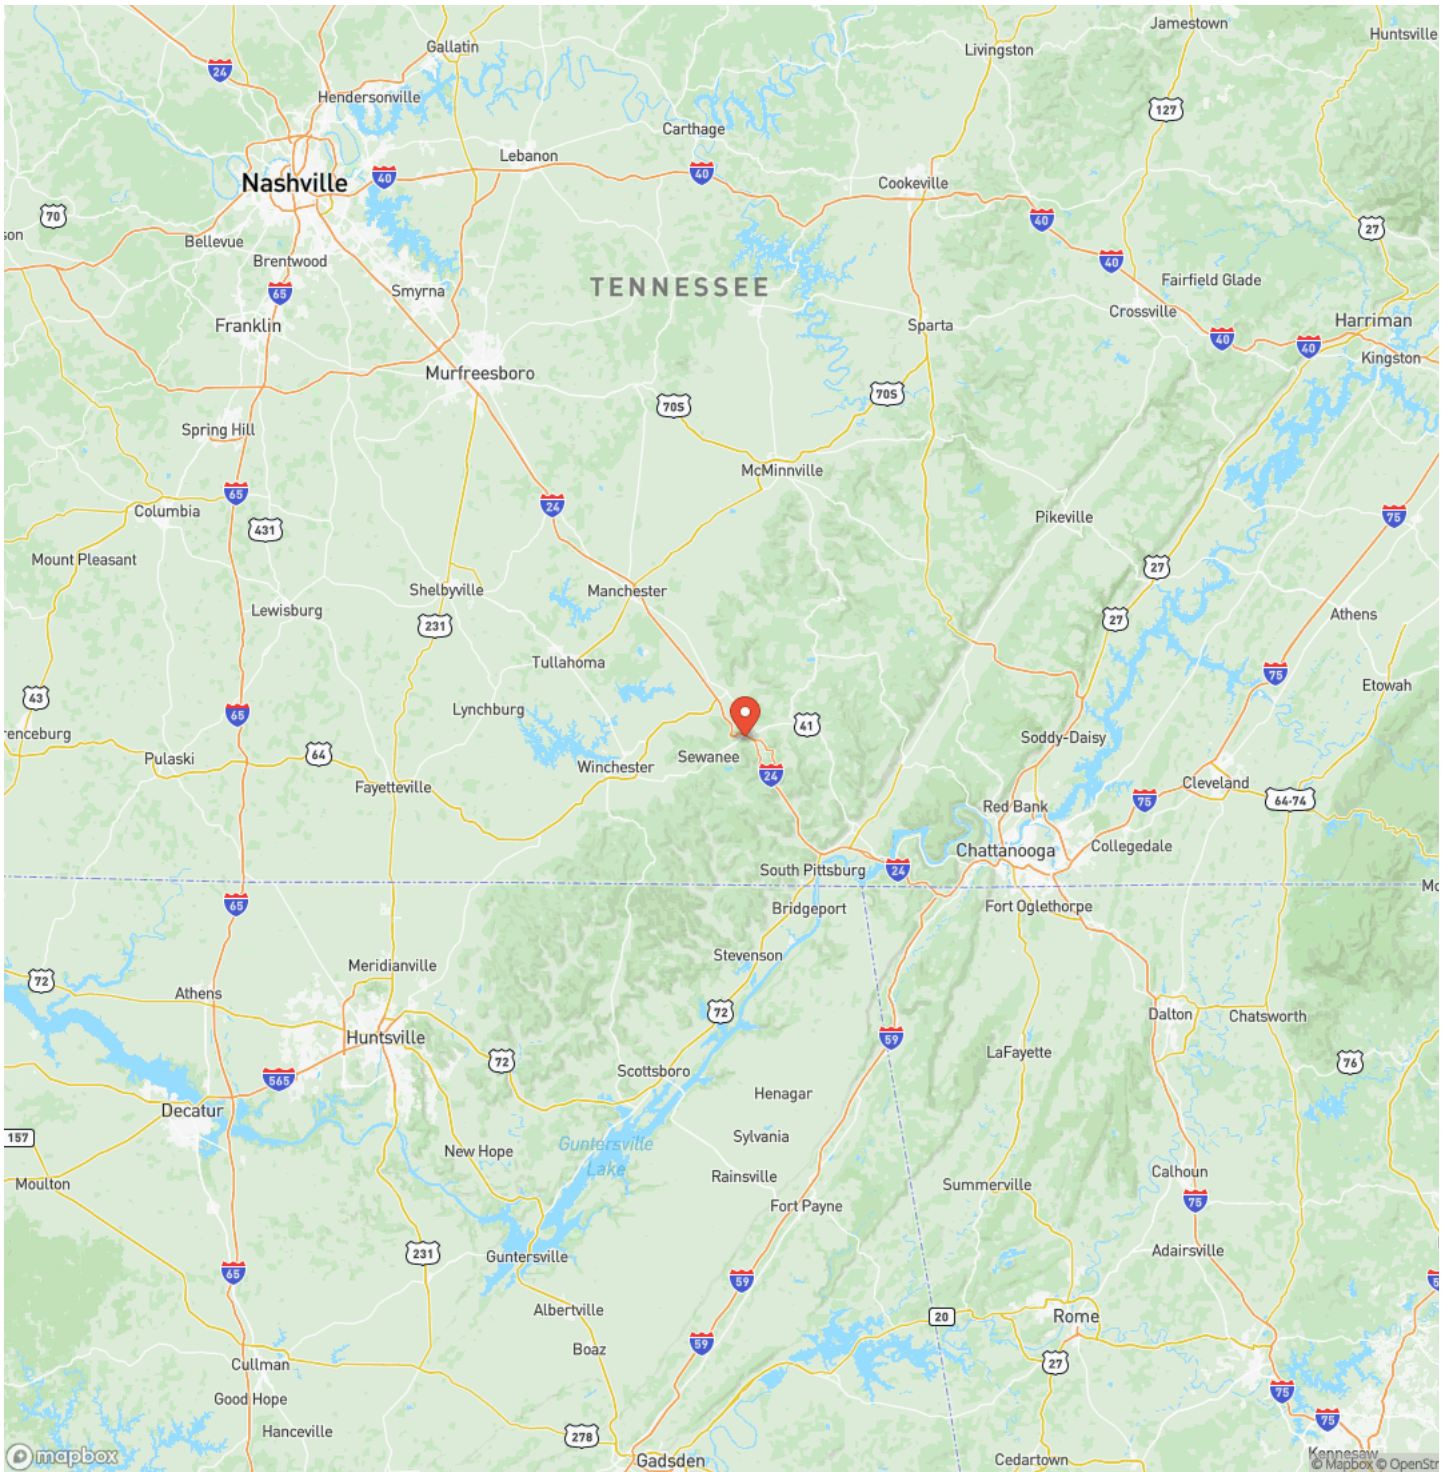 Jamestown
Huntsville
Livingston
Gallatin
24
Hendersonville
127
Carthage
Lebanon
40
40
Nashville
Cookeville
70
40
27
son
Bellevue
Brentwood
40
Fairfield Glade
65
Smyrna
TENNESSEE
Crossville
Franklin
Sparta
Harriman
40
40
Kingston
Murfreesboro
70S
70S
Spring Hill
McMinnville
65
24
Columbia
431
Pikeville
75
Mount Pleasant
27
Shelbyville
Manchester
Lewisburg
Athens
231
27
Tullahoma
75
Etowah
43
Lynchburg
65
41
renceburg
Soddy-Daisy
64
Pulaski
Sewanee
Winchester
24
Cleveland
Fayetteville
75
64-74
Red Bank
Chattanooga
Collegedale
South Pittsburg
24
Mo
65
Bridgeport
Fort Oglethorpe
Stevenson
Meridianville
72
Athens
72
Dalton
Chatsworth
Huntsville
59
LaFayette
72
76
Scottsboro
565
Henagar
Decatur
157
Sylvania
Guntersville
Lake
New Hope
Rainsville
Calhoun
Moulton
Summerville
75
Fort Payne
231
Guntersville
Adairsville
65
59
5
Albertville
20
Rome
59
Boaz
Cullman
27
Good Hope
75
75
Hanceville
278
Kennesaw
mapbox
Gadsden
Cedartown
© Mapbox © OpenStr